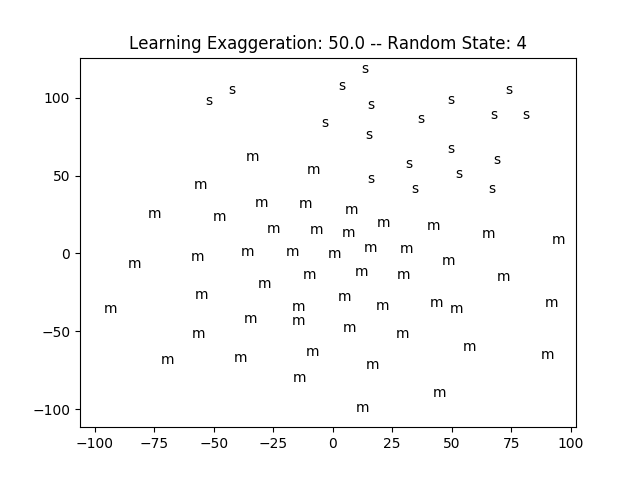 Learning Exaggeration: 50.0 -- Random State: 4
s
s s s
100 s s s
s s s s
s
s s
s
m s s
m s
50 s
m s s
m m m
m m m m
m m m m m
m m m m m
0 m m m
m m
m m m m
m
m m m
m m m m m m
m m
−50 m m m
m m
m m m
m m
m
−100 m
−100 −75 −50 −25 0 25 50 75 100